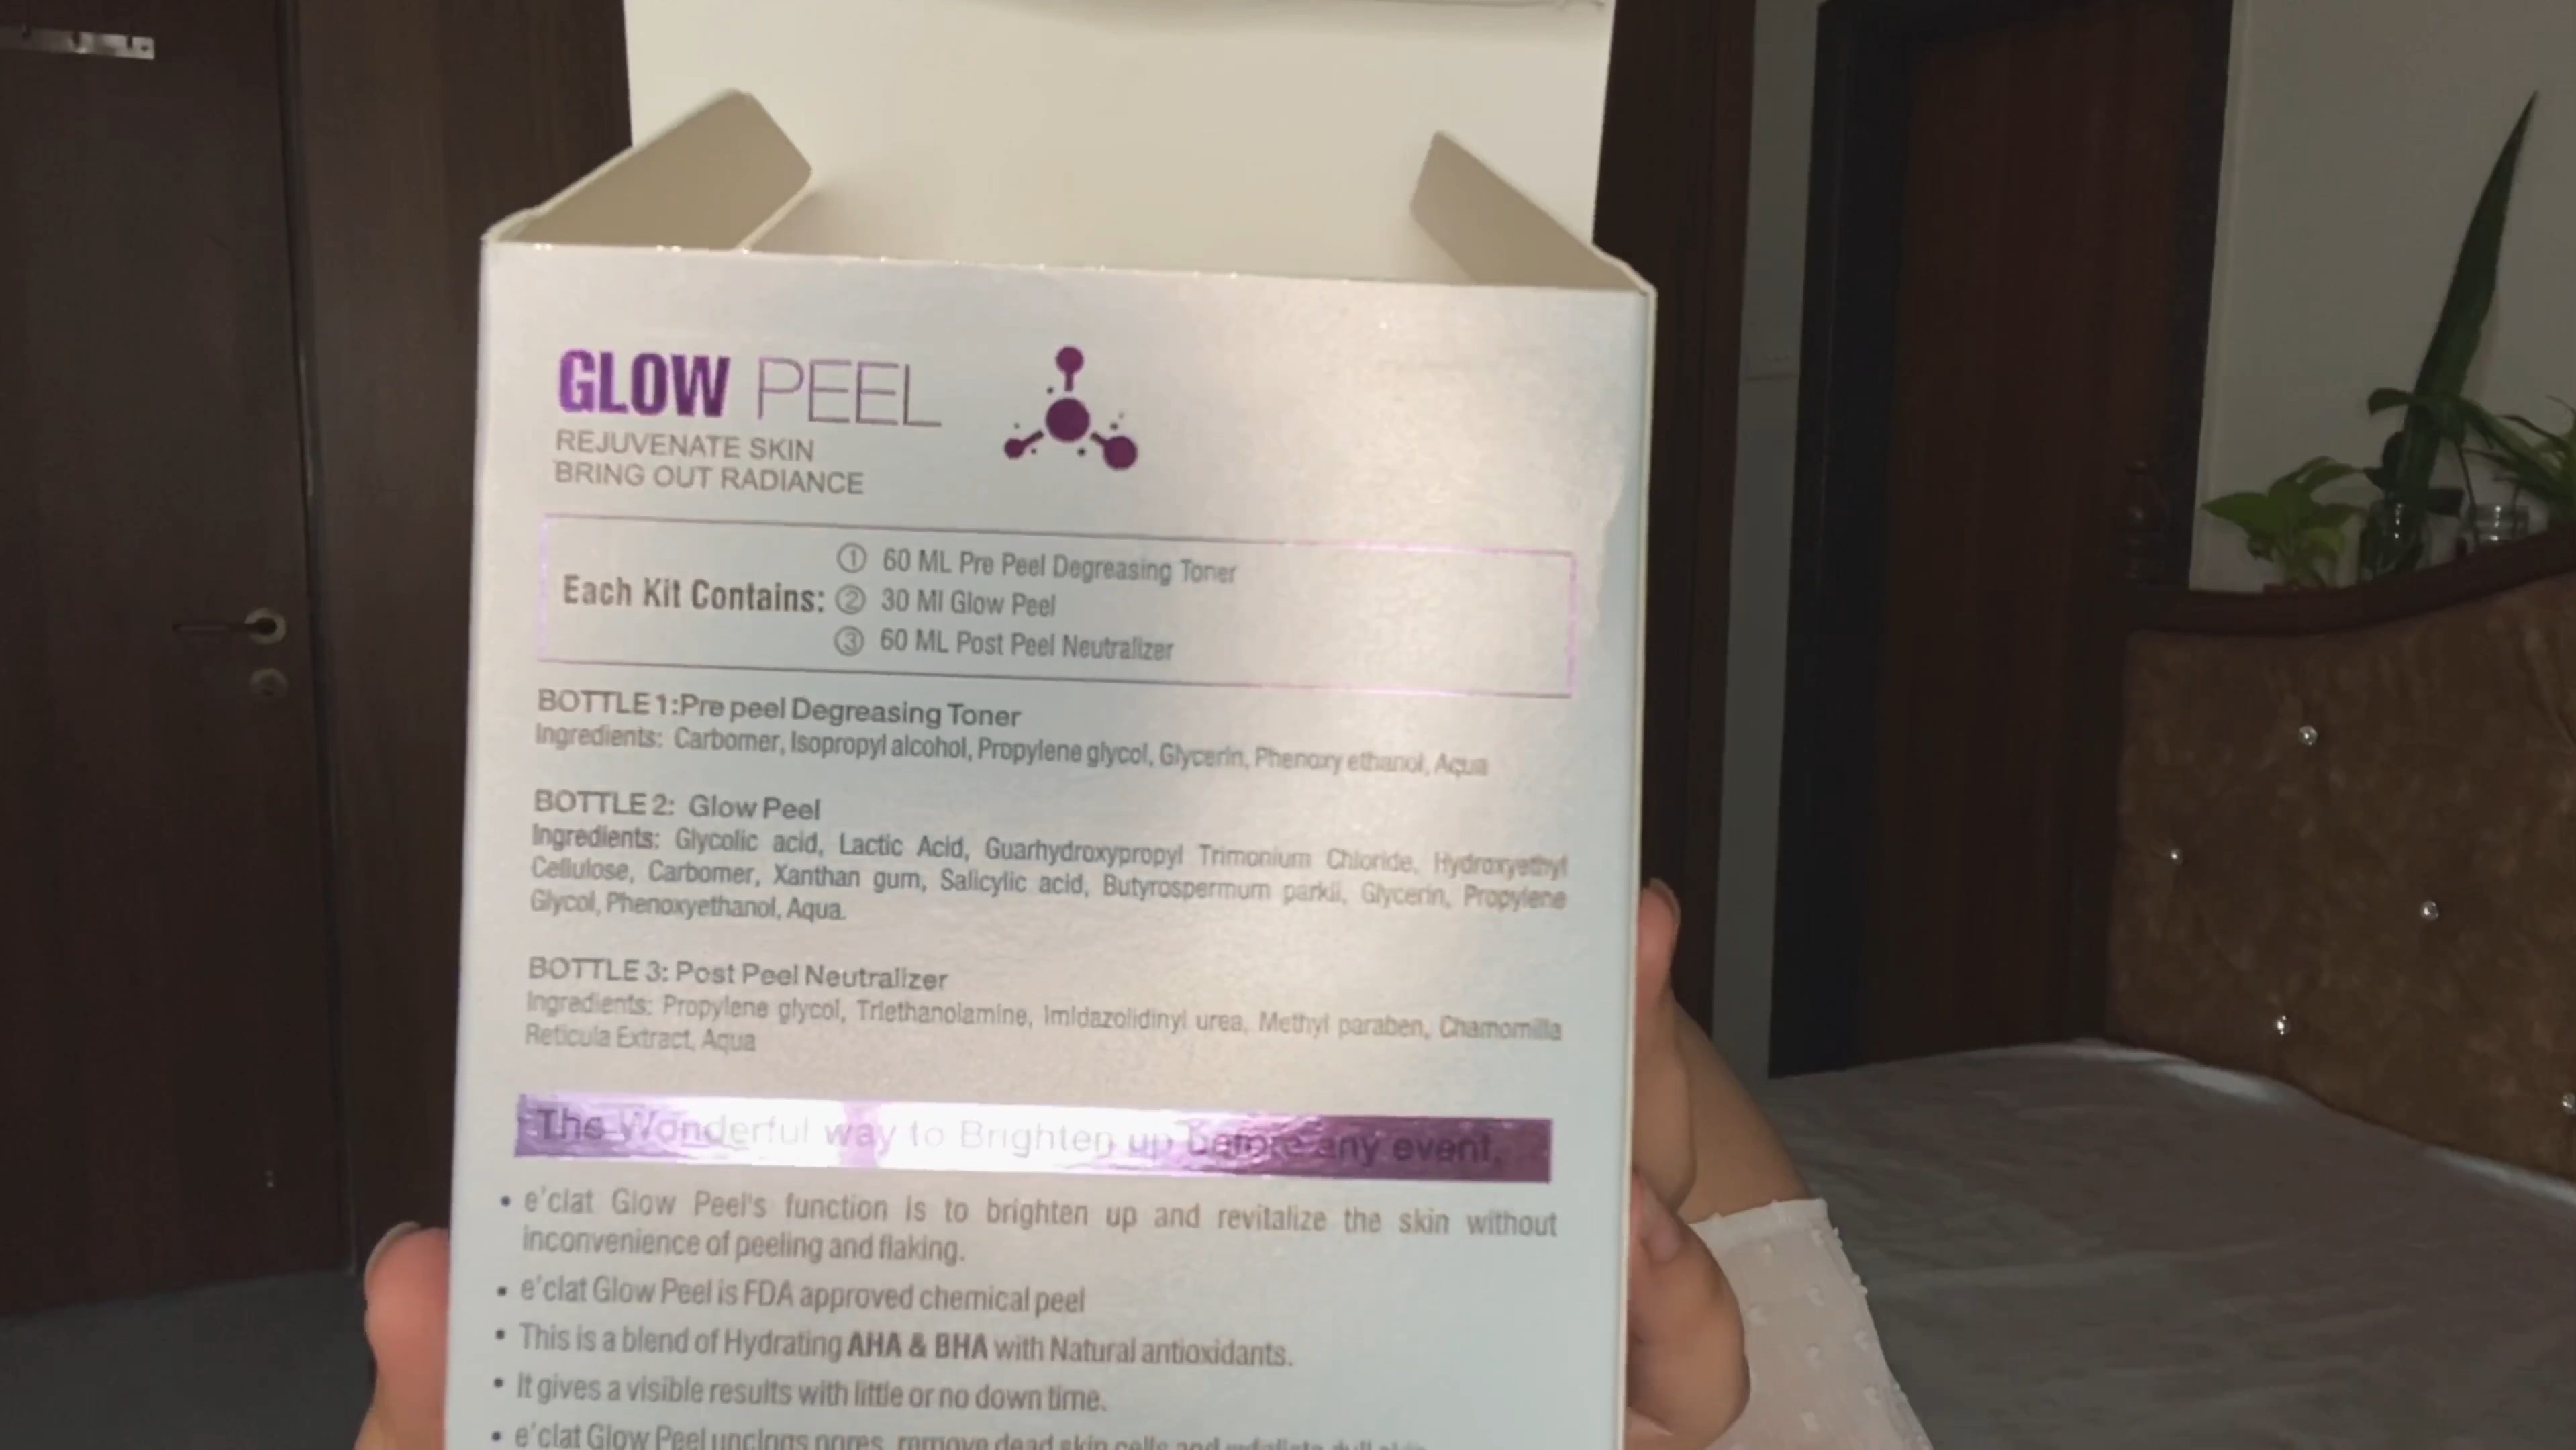 GLOW PEEL
REJUVENATE SKIN
BRING OUT RADIANCE
Each Kit Contains:
① 60 ML Pre Peel Degreasing Toner
② 30 Ml Glow Peel
③ 60 ML Post Peel Neutralizer
BOTTLE 1:Pre peel Degreasing Toner
Ingredients: Carbomer, Isopropyl alcohol, Propylene glycol, Glycerin, Phenoxy ethanol, Aqua
BOTTLE 2: Glow Peel
Ingredients: Glycolic acid, Lactic Acid, Guarhydroxypropyl Trimonium Chloride, Hydroxyethyl
Cellulose, Carbomer, Xanthan gum, Salicylic acid, Butyrospermum parkii, Glycerin, Propylene
Glycol, Phenoxyethanol, Aqua.
BOTTLE 3: Post Peel Neutralizer
Ingredients: Propylene glycol, Triethanolamine, Imidazolidinyl urea, Methyl paraben, Chamomilla
Reticula Extract, Aqua
The Wonderful way to Brighten up before any event.
• e'clat Glow Peel's function is to brighten up and revitalize the skin without
inconvenience of peeling and flaking.
• e'clat Glow Peel is FDA approved chemical peel
• This is a blend of Hydrating AHA & BHA with Natural antioxidants.
• It gives a visible results with little or no down time.
• e'clat Glow Peel unclogs pores, remove dead skin cells and